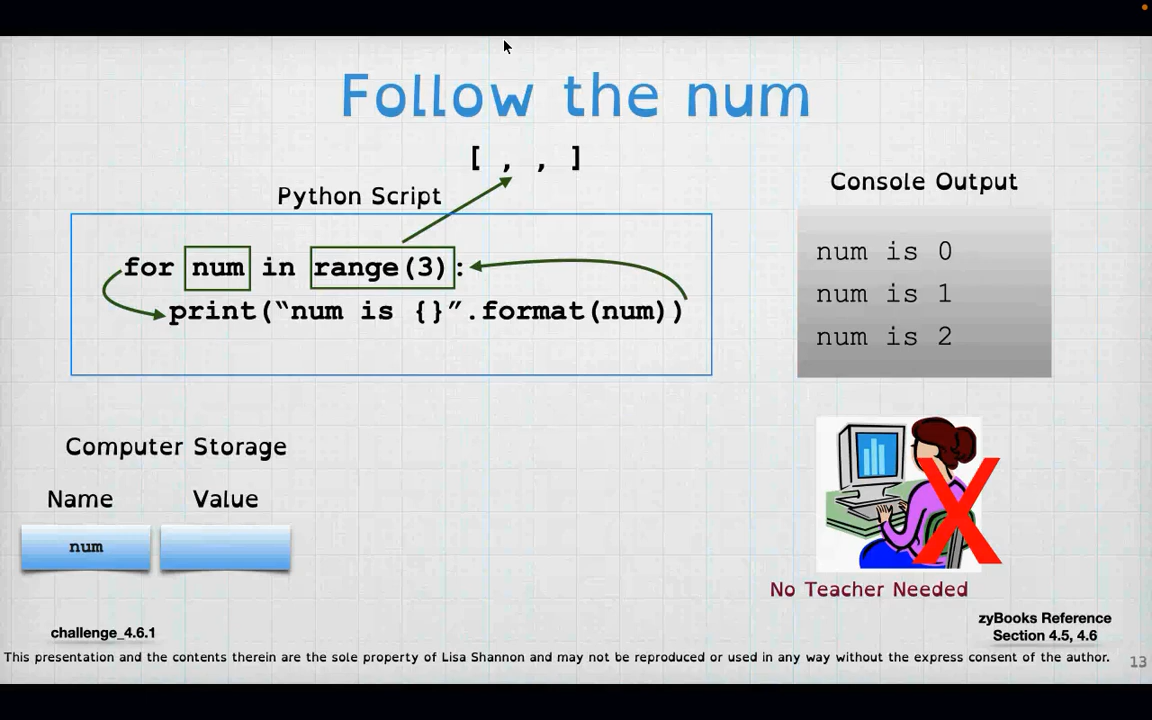 Follow the num
[ , , ]
Python Script
for num in range(3):
print(“num is {}”.format(num))
Console Output
num is 0
num is 1
num is 2
Computer Storage
Name Value
num
No Teacher Needed
challenge_4.6.1
zyBooks Reference
Section 4.5, 4.6
This presentation and the contents therein are the sole property of Lisa Shannon and may not be reproduced or used in any way without the express consent of the author.
13